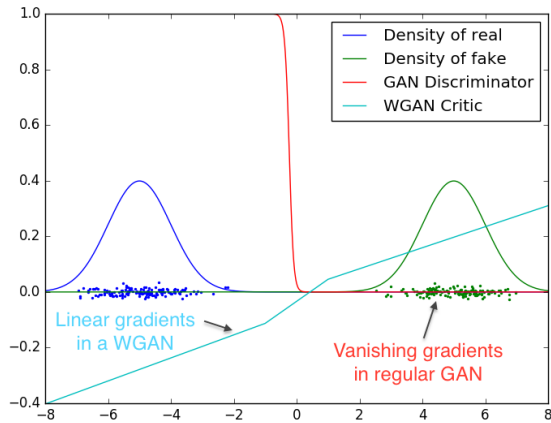 1.0
0.8
0.6
0.4
0.2
0.0
−0.2
−0.4
−8
−6
−4
−2
0
2
4
6
8
Density of real
Density of fake
GAN Discriminator
WGAN Critic
Linear gradients
in a WGAN
Vanishing gradients
in regular GAN